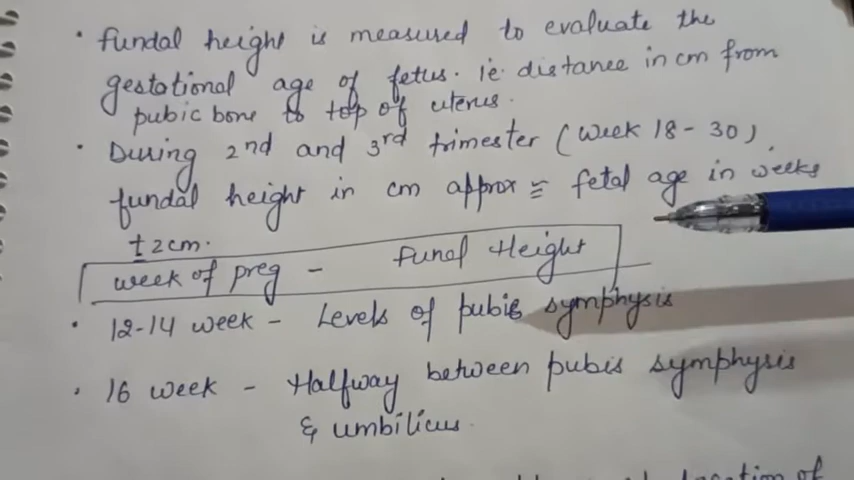 • fundal height is measured to evaluate the
gestational age of fetus. ie. distance in cm from
pubic bone to top of uterus.
• During 2nd and 3rd trimester (week 18-30),
fundal height in cm approx ≅ fetal age in weeks
±2cm.
week of preg - Funal Height
• 12-14 week - Levels of pubis symphysis
• 16 week - Halfway between pubis symphysis
& umbilicus.
location of